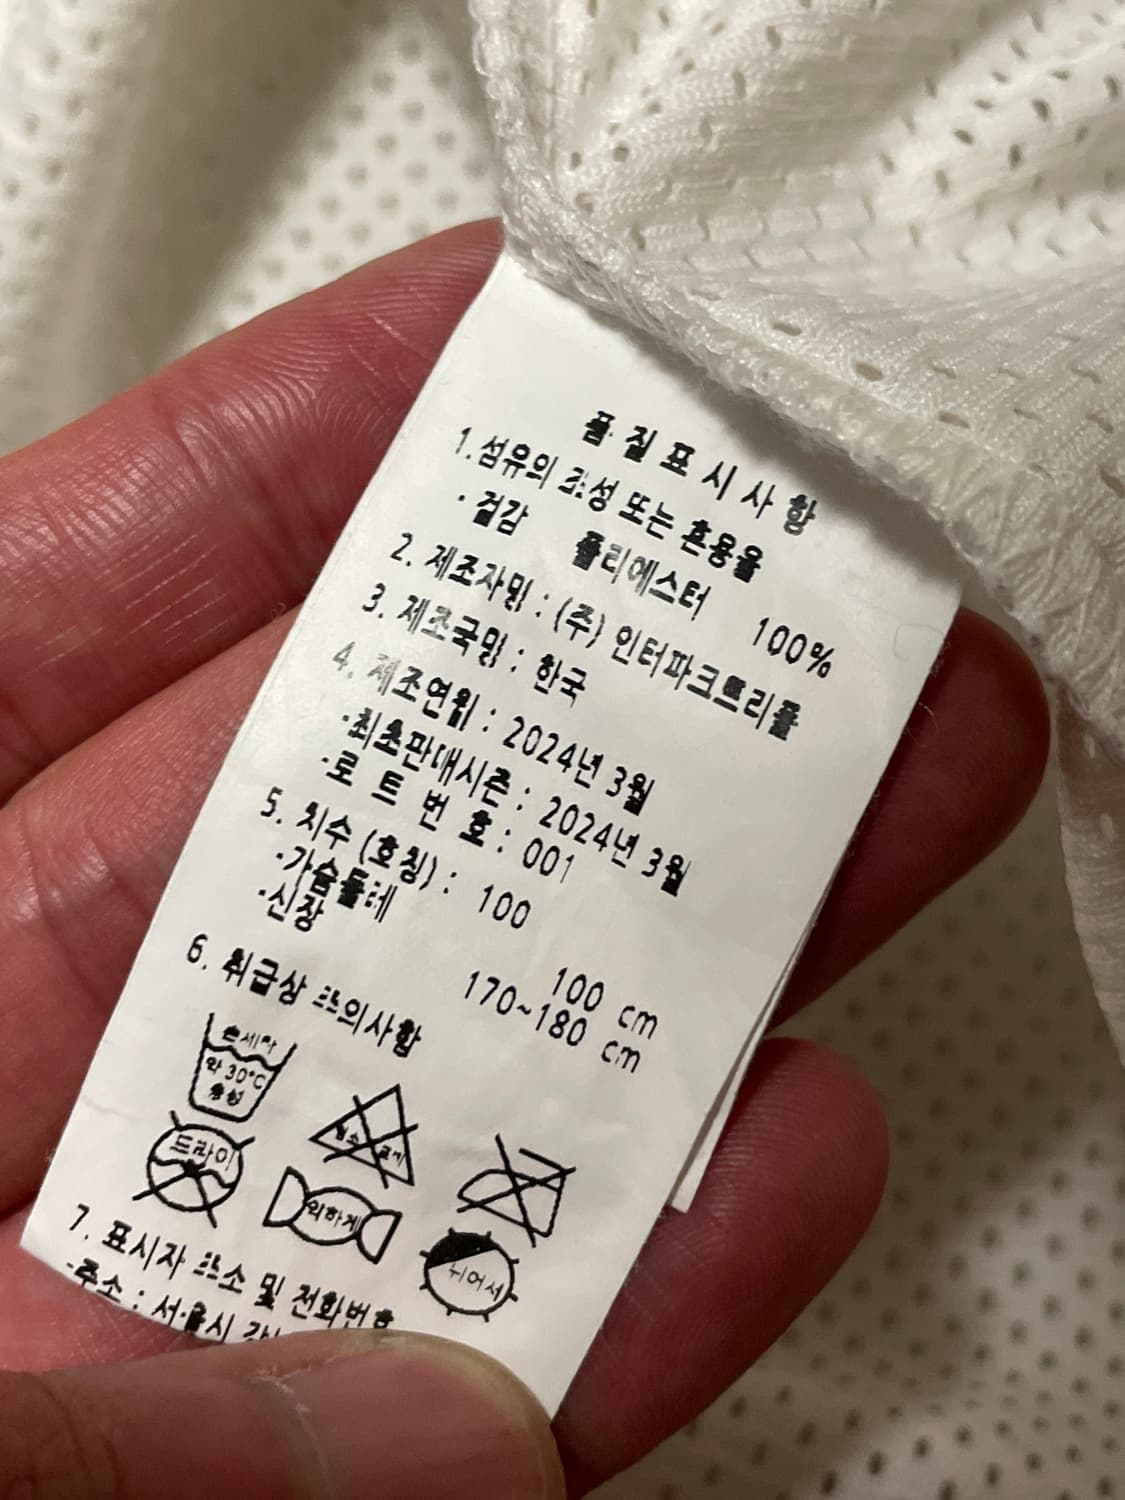 품 질 표 시 사 항
1. 섬유의 조성 또는 혼용율
· 겉감 폴리에스터 100%
2. 제조자명 : (주) 인터파크트리플
3. 제조국명 : 한국
4. 제조연월 : 2024년 3월
·최초판매시즌 : 2024년 3월
·로 트 번 호 : 001
5. 치수 (호칭) : 100
·가슴둘레 100 cm
·신장 170~180 cm
6. 취급상 주의사항
손세탁
약 30°C
중성
염소 표백
드라이
약하게
뉘어서
7. 표시자 주소 및 전화번호
·주소 : 서울시